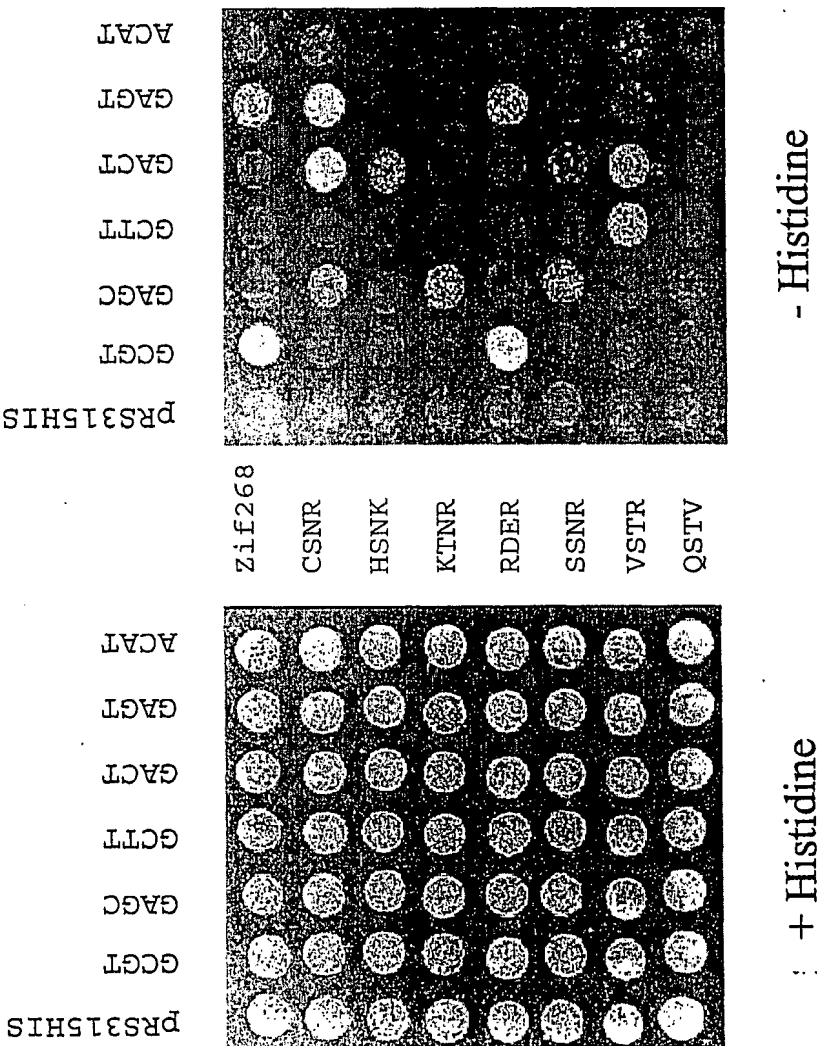 ACAT
GAGT
GACT
GCTT
GAGC
GCGT
pRS315HIS
- Histidine
Zif268
CSNR
HSNK
KTNR
RDER
SSNR
VSTR
QSTV
ACAT
GAGT
GACT
GCTT
GAGC
GCGT
pRS315HIS
+ Histidine